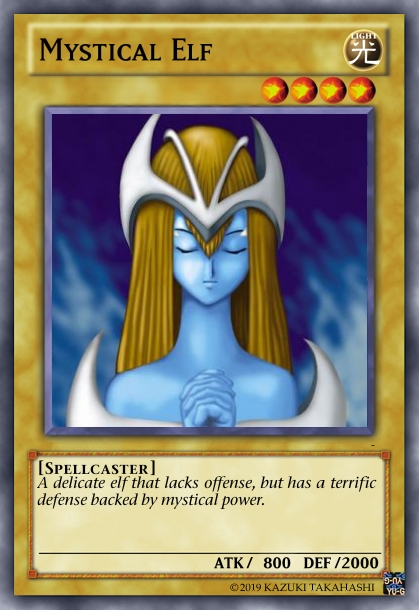 MYSTICAL ELF
LIGHT
光
[SPELLCASTER]
A delicate elf that lacks offense, but has a terrific
defense backed by mystical power.
ATK/ 800 DEF/2000
©2019 KAZUKI TAKAHASHI
YU-G